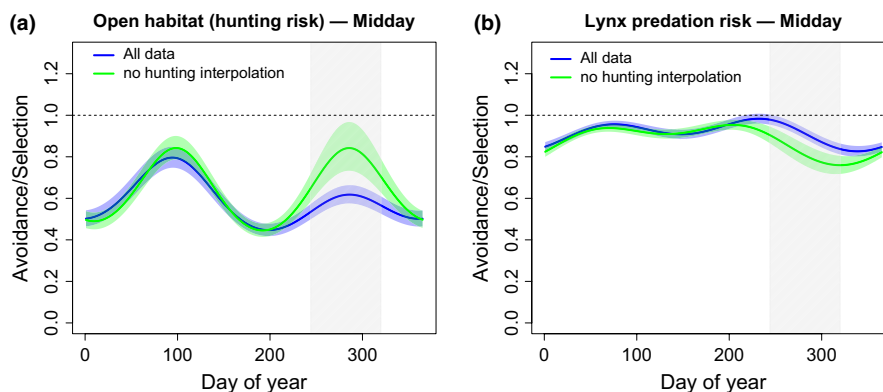 (a) Open habitat (hunting risk) — Midday
All data
no hunting interpolation
Avoidance/Selection
1.2
1.0
0.8
0.6
0.4
0.2
0.0
0 100 200 300
Day of year
(b) Lynx predation risk — Midday
All data
no hunting interpolation
Avoidance/Selection
1.2
1.0
0.8
0.6
0.4
0.2
0.0
0 100 200 300
Day of year